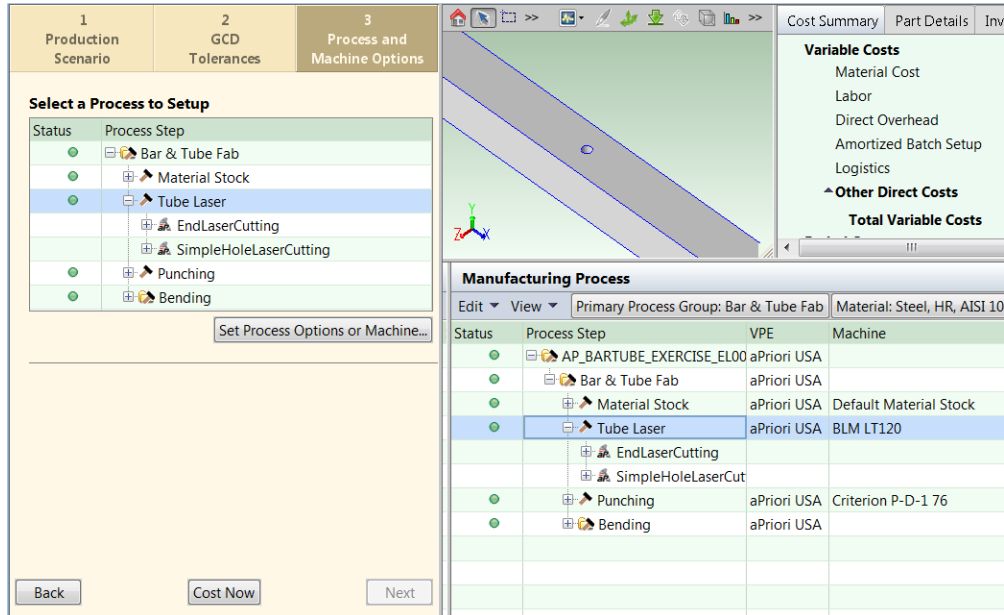 1
Production
Scenario
2
GCD
Tolerances
3
Process and
Machine Options
Select a Process to Setup
Status Process Step
Bar & Tube Fab
Material Stock
Tube Laser
EndLaserCutting
SimpleHoleLaserCutting
Punching
Bending
Set Process Options or Machine...
Back Cost Now Next
>> >>
Y
Z X
Cost Summary Part Details Inv
Variable Costs
Material Cost
Labor
Direct Overhead
Amortized Batch Setup
Logistics
Other Direct Costs
Total Variable Costs
Manufacturing Process
Edit View Primary Process Group: Bar & Tube Fab Material: Steel, HR, AISI 10
Status Process Step VPE Machine
AP_BARTUBE_EXERCISE_EL00 aPriori USA
Bar & Tube Fab aPriori USA
Material Stock aPriori USA Default Material Stock
Tube Laser aPriori USA BLM LT120
EndLaserCutting
SimpleHoleLaserCut
Punching aPriori USA Criterion P-D-1 76
Bending aPriori USA